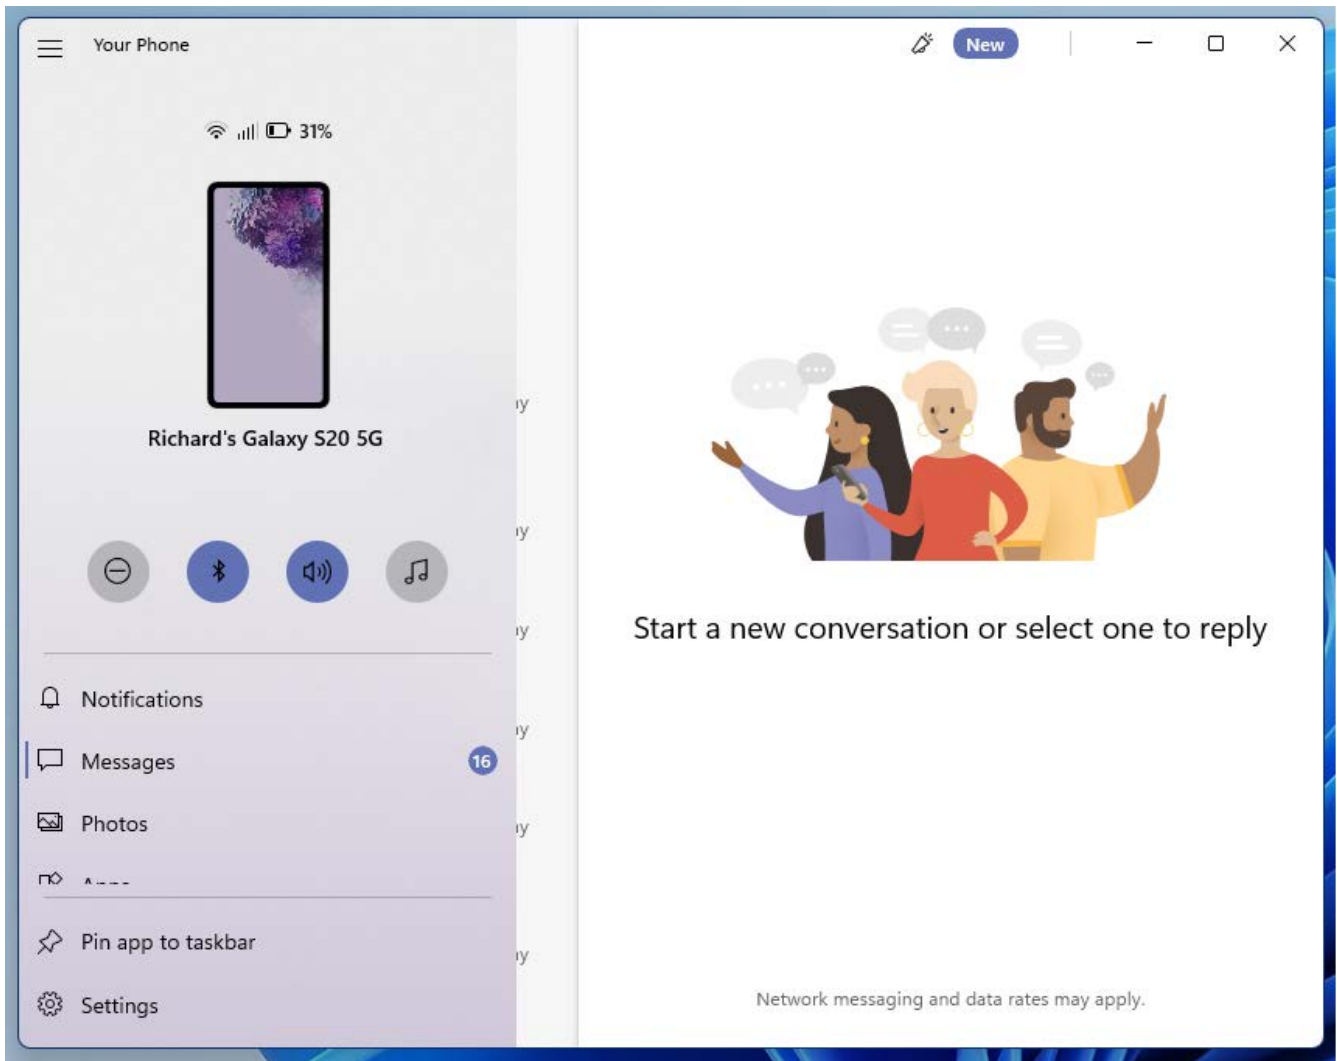 Your Phone
New
31%
Richard's Galaxy S20 5G
Notifications
Messages
16
Photos
Pin app to taskbar
Settings
Start a new conversation or select one to reply
Network messaging and data rates may apply.